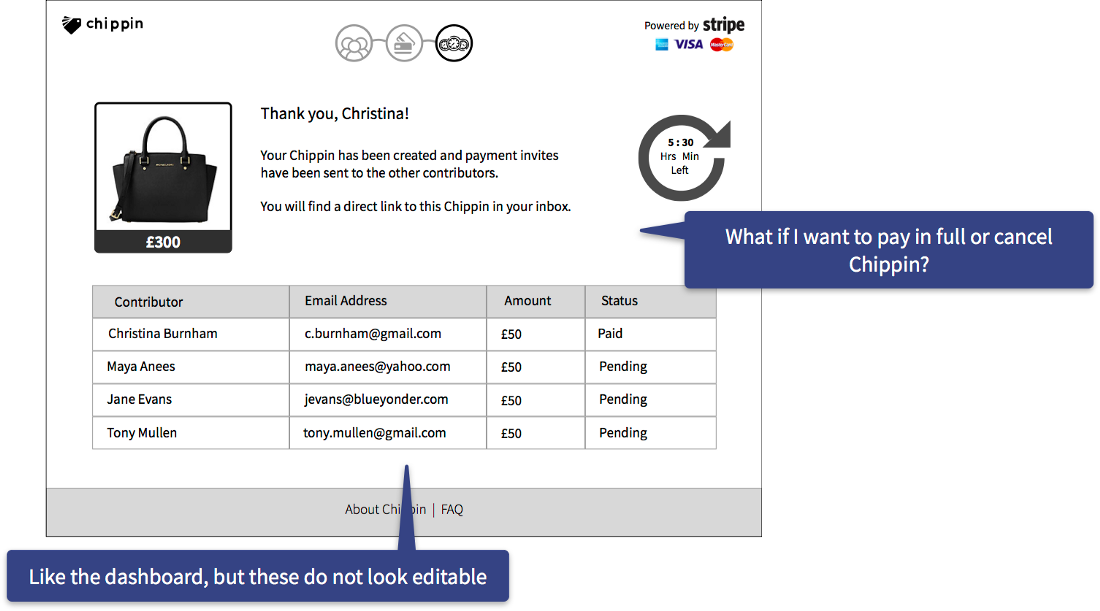 chippin
Powered by stripe
VISA
MasterCard
Thank you, Christina!
Your Chippin has been created and payment invites
have been sent to the other contributors.
You will find a direct link to this Chippin in your inbox.
£300
5:30
Hrs Min
Left
What if I want to pay in full or cancel
Chippin?
Contributor Email Address Amount Status
Christina Burnham c.burnham@gmail.com £50 Paid
Maya Anees maya.anees@yahoo.com £50 Pending
Jane Evans jevans@blueyonder.com £50 Pending
Tony Mullen tony.mullen@gmail.com £50 Pending
About Chippin | FAQ
Like the dashboard, but these do not look editable